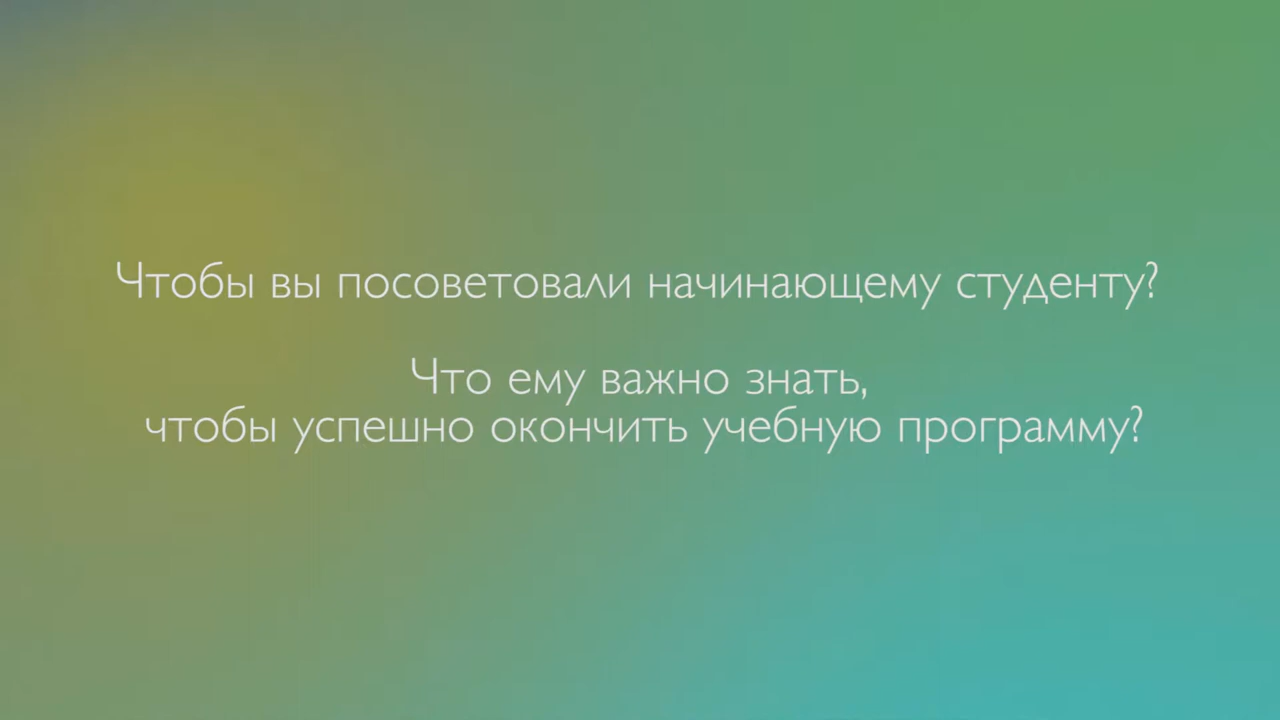 Чтобы вы посоветовали начинающему студенту?
Что ему важно знать,
чтобы успешно окончить учебную программу?